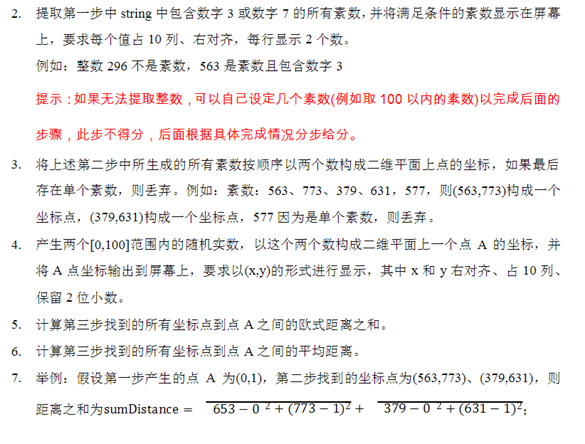 2. 提取第一步中 string 中包含数字 3 或数字 7 的所有素数,并将满足条件的素数显示在屏幕
上，要求每个值占 10 列、右对齐，每行显示 2 个数。
例如：整数 296 不是素数，563 是素数且包含数字 3
提示：如果无法提取整数，可以自己设定几个素数(例如取 100 以内的素数)以完成后面的
步骤，此步不得分，后面根据具体完成情况分步给分。
3. 将上述第二步中所生成的所有素数按顺序以两个数构成二维平面上点的坐标，如果最后
存在单个素数，则丢弃。例如：素数：563、773、379、631，577，则(563,773)构成一个
坐标点，(379,631)构成一个坐标点，577 因为是单个素数，则丢弃。
4. 产生两个[0,100]范围内的随机实数，以这个两个数构成二维平面上一个点 A 的坐标，并
将 A 点坐标输出到屏幕上，要求以(x,y)的形式进行显示，其中 x 和 y 右对齐、占 10 列、
保留 2 位小数。
5. 计算第三步找到的所有坐标点到点 A 之间的欧式距离之和。
6. 计算第三步找到的所有坐标点到点 A 之间的平均距离。
7. 举例：假设第一步产生的点 A 为(0,1)，第二步找到的坐标点为(563,773)、(379,631)，则
距离之和为sumDistance = 653 − 0 ² + (773 − 1)² + 379 − 0 ² + (631 − 1)²;